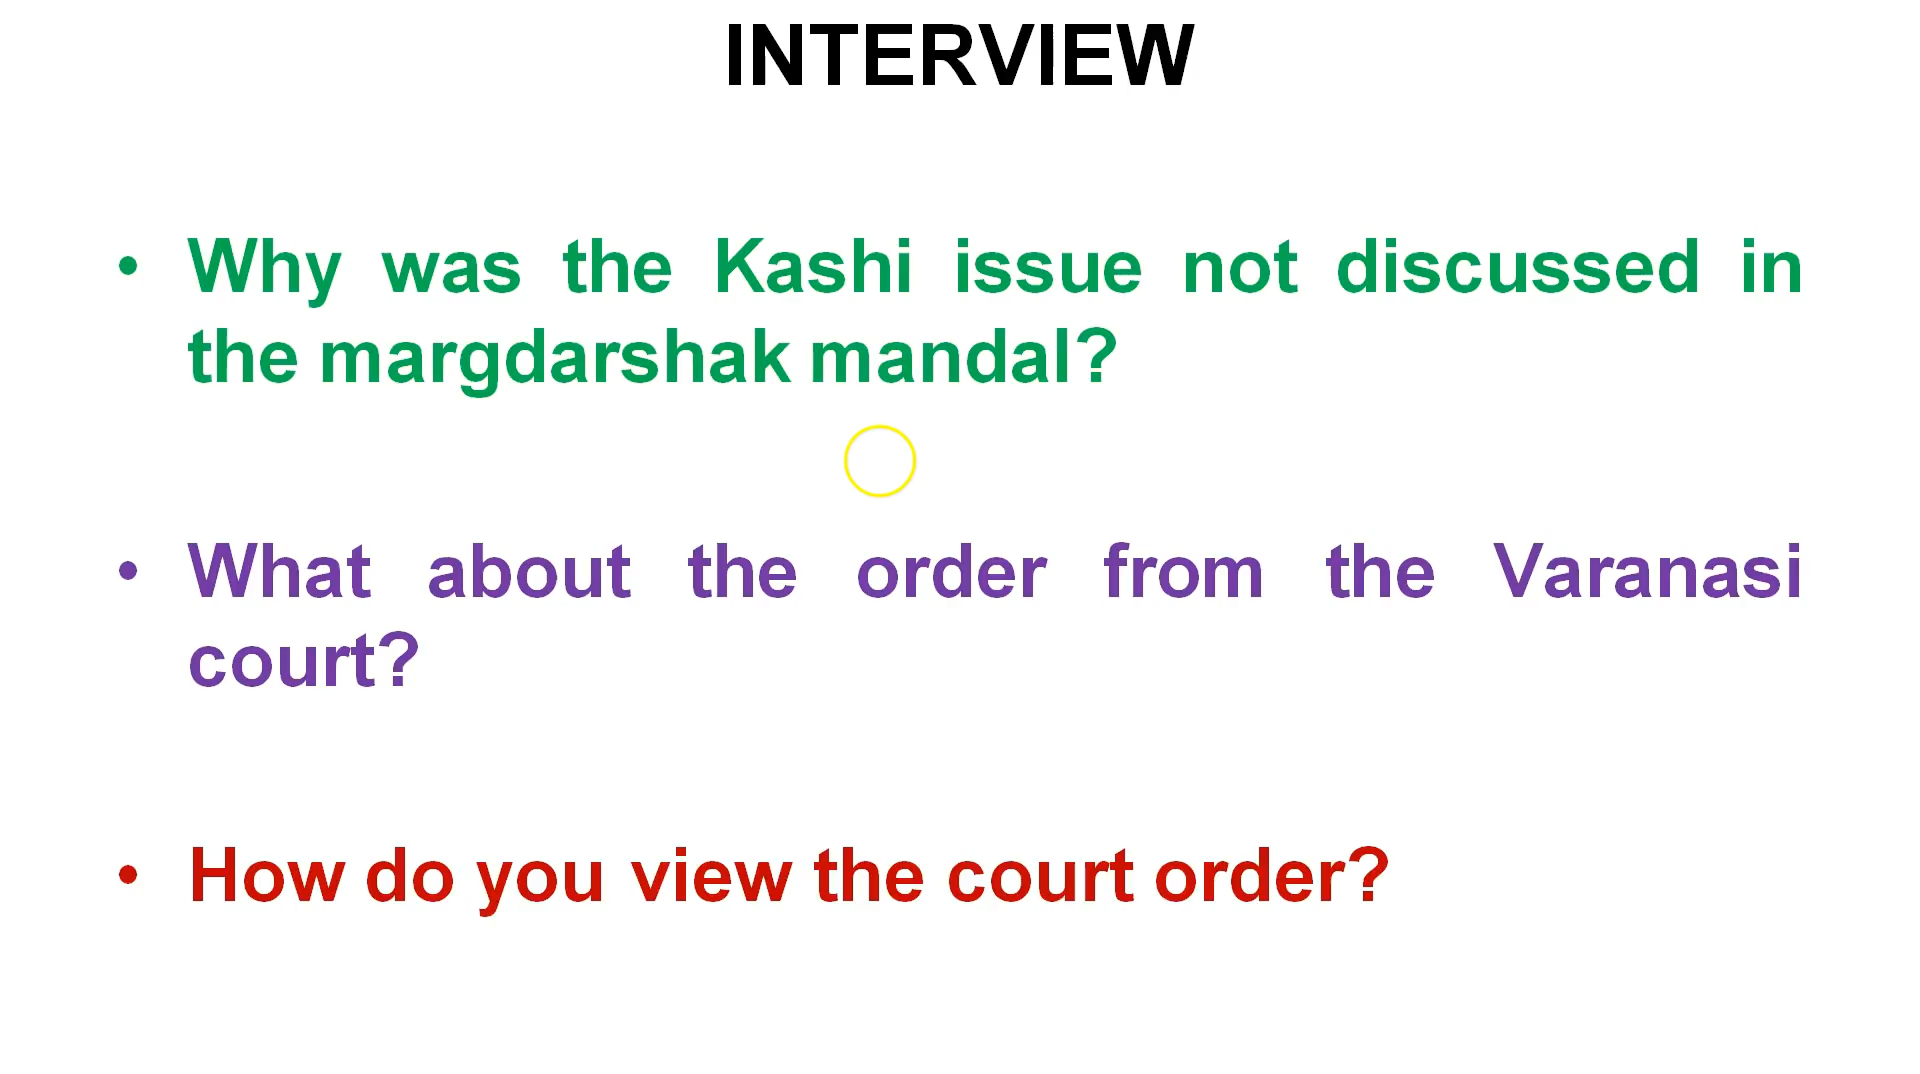 INTERVIEW
• Why was the Kashi issue not discussed in
the margdarshak mandal?
• What about the order from the Varanasi
court?
• How do you view the court order?